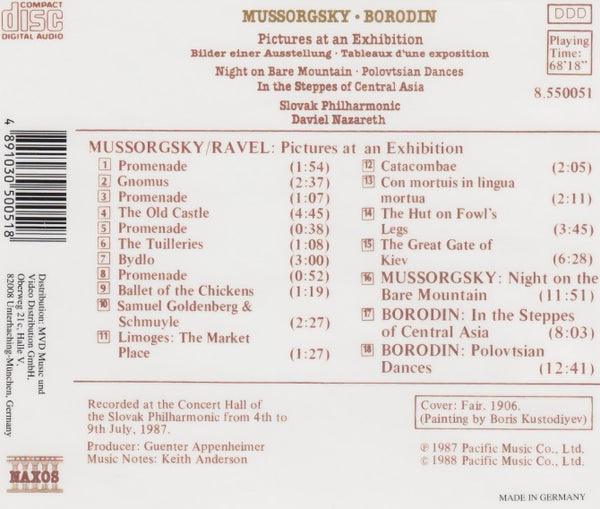 COMPACT
disc
DIGITAL AUDIO
MUSSORGSKY · BORODIN
Pictures at an Exhibition
Bilder einer Ausstellung · Tableaux d'une exposition
Night on Bare Mountain · Polovtsian Dances
In the Steppes of Central Asia
Slovak Philharmonic
Daviel Nazareth
DDD
Playing
Time:
68'18"
8.550051
4 891030 500518
MUSSORGSKY/RAVEL: Pictures at an Exhibition
1 Promenade (1:54)
2 Gnomus (2:37)
3 Promenade (1:07)
4 The Old Castle (4:45)
5 Promenade (0:38)
6 The Tuilleries (1:08)
7 Bydlo (3:00)
8 Promenade (0:52)
9 Ballet of the Chickens (1:19)
10 Samuel Goldenberg &
Schmuyle (2:27)
11 Limoges: The Market
Place (1:27)
12 Catacombae (2:05)
13 Con mortuis in lingua
mortua (2:11)
14 The Hut on Fowl's
Legs (3:45)
15 The Great Gate of
Kiev (6:28)
16 MUSSORGSKY: Night on the
Bare Mountain (11:51)
17 BORODIN: In the Steppes
of Central Asia (8:03)
18 BORODIN: Polovtsian
Dances (12:41)
Distribution: MVD Music und
Video Distribution GmbH,
Oberweg 21c, Halle V,
82008 Unterhaching-München, Germany
Recorded at the Concert Hall of
the Slovak Philharmonic from 4th to
9th July, 1987.
Producer: Guenter Appenheimer
Music Notes: Keith Anderson
Cover: Fair. 1906.
(Painting by Boris Kustodiyev)
℗ 1987 Pacific Music Co., Ltd.
© 1988 Pacific Music Co., Ltd.
NAXOS
MADE IN GERMANY